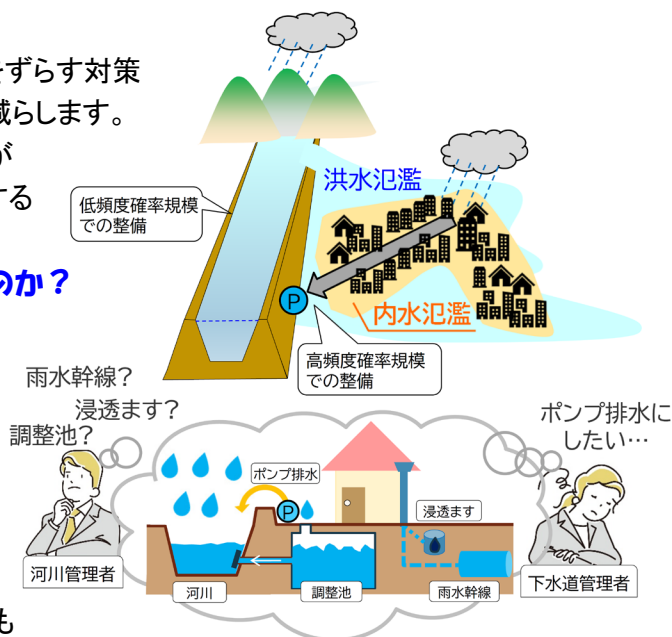 ずらす対策
減らします。
が
する
のか？
洪水氾濫
低頻度確率規模
での整備
P
内水氾濫
高頻度確率規模
での整備
雨水幹線？
浸透ます？
調整池？
ポンプ排水に
したい…
ポンプ排水
P
浸透ます
河川
調整池
雨水幹線
河川管理者
下水道管理者
も